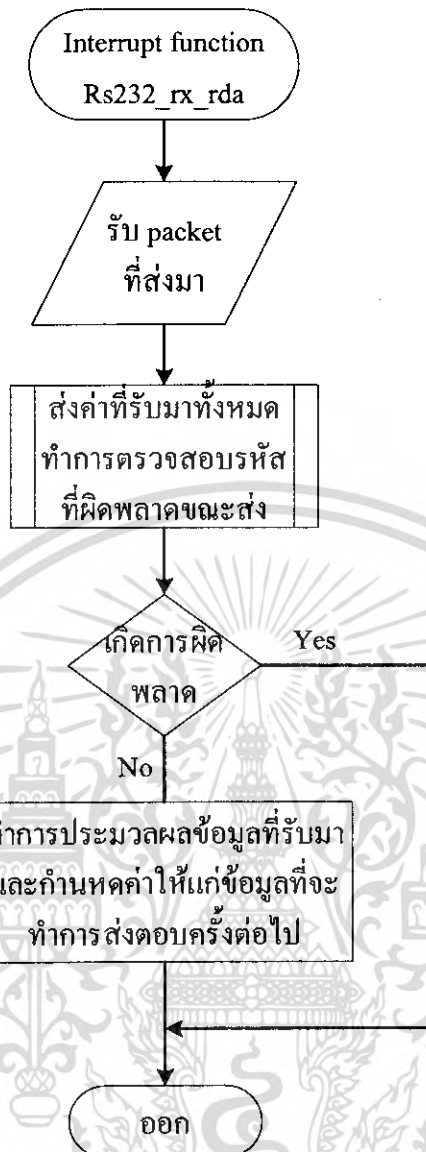 Interrupt function
Rs232_rx_rda
รับ packet
ที่ส่งมา
ส่งค่าที่รับมาทั้งหมด
ทำการตรวจสอบรหัส
ที่ผิดพลาดขณะส่ง
เกิดการผิด
พลาด
Yes
No
ทำการประมวลผลข้อมูลที่รับมา
และกำนหดค่าให้แก่ข้อมูลที่จะ
ทำการส่งตอบครั้งต่อไป
ออก